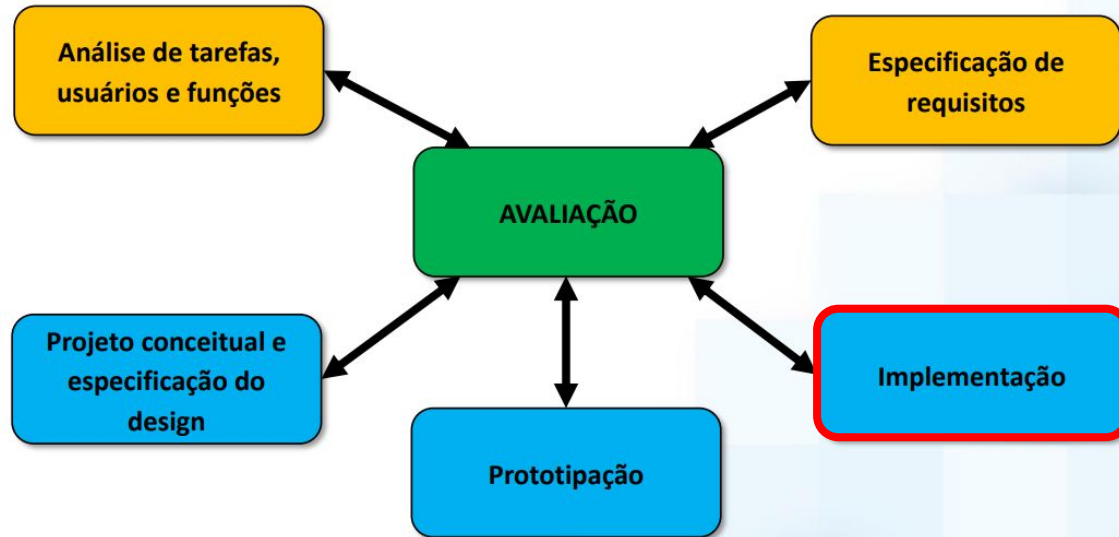 Análise de tarefas,
usuários e funções
Especificação de
requisitos
AVALIAÇÃO
Projeto conceitual e
especificação do
design
Prototipação
Implementação